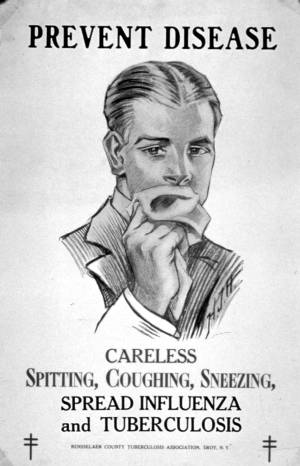 PREVENT DISEASE
H.J.H.
CARELESS
SPITTING, COUGHING, SNEEZING,
SPREAD INFLUENZA
and TUBERCULOSIS
RENSSELAER COUNTY TUBERCULOSIS ASSOCIATION, TROY, N. Y.